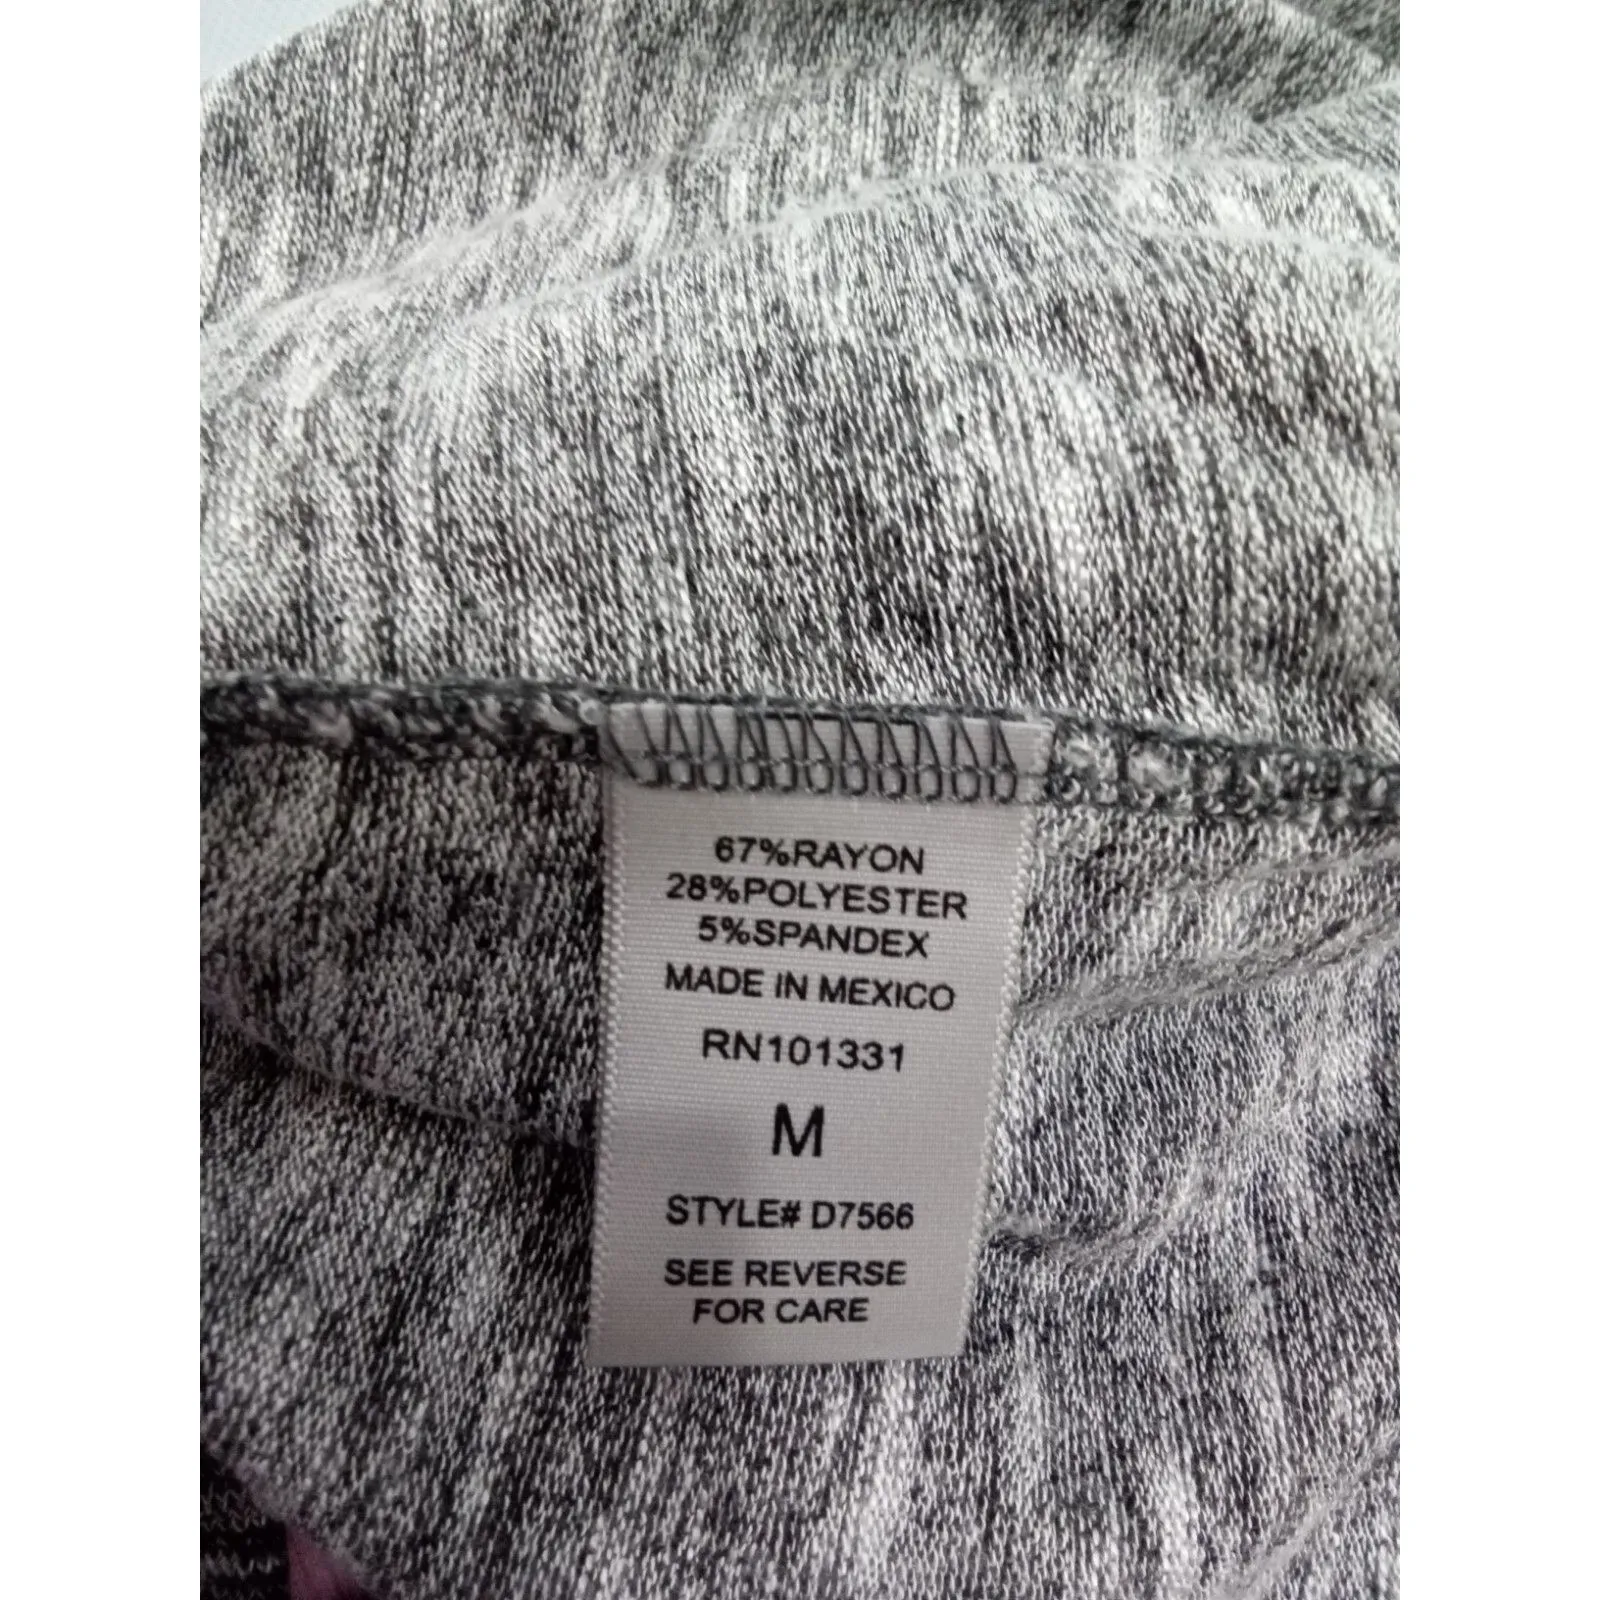 67%RAYON
28%POLYESTER
5%SPANDEX
MADE IN MEXICO
RN101331
M
STYLE# D7566
SEE REVERSE
FOR CARE